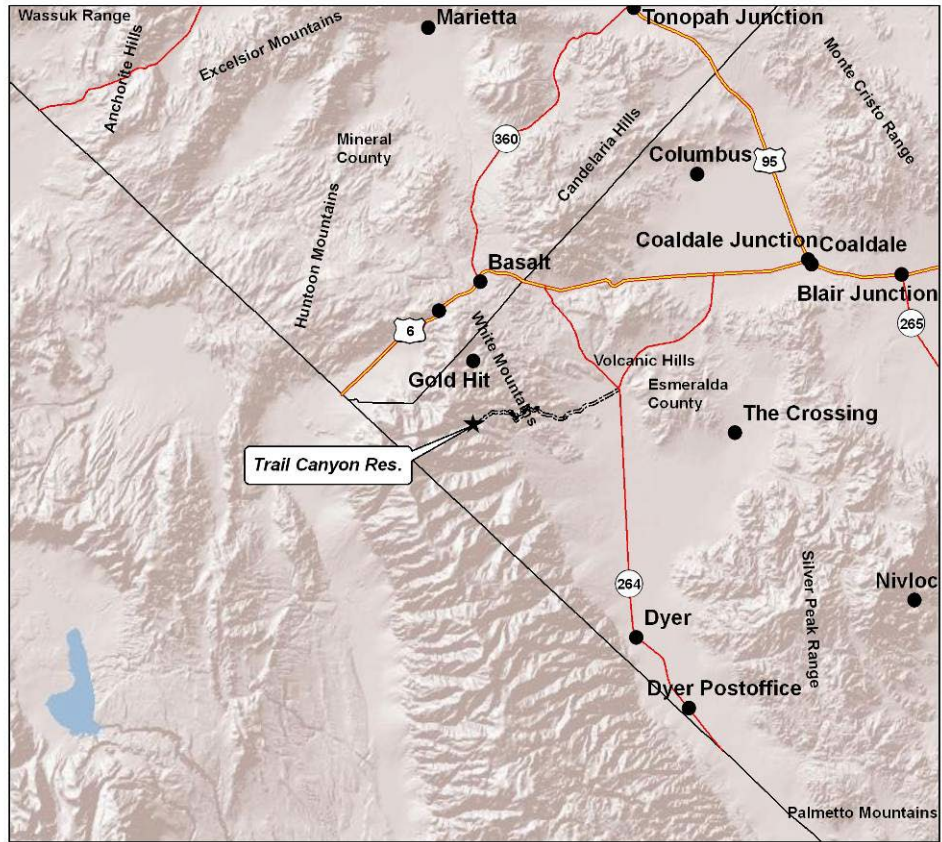 Wassuk Range
Marietta
Tonopah Junction
Excelsior Mountains
Anchorite Hills
Monte Cristo Range
Mineral
County
360
Candelaria Hills
Columbus
95
Huntoon Mountains
Coaldale Junction
Coaldale
Basalt
Blair Junction
6
265
White Mountains
Volcanic Hills
Gold Hit
Esmeralda
County
The Crossing
Trail Canyon Res.
Silver Peak Range
264
Nivloc
Dyer
Dyer Postoffice
Palmetto Mountains